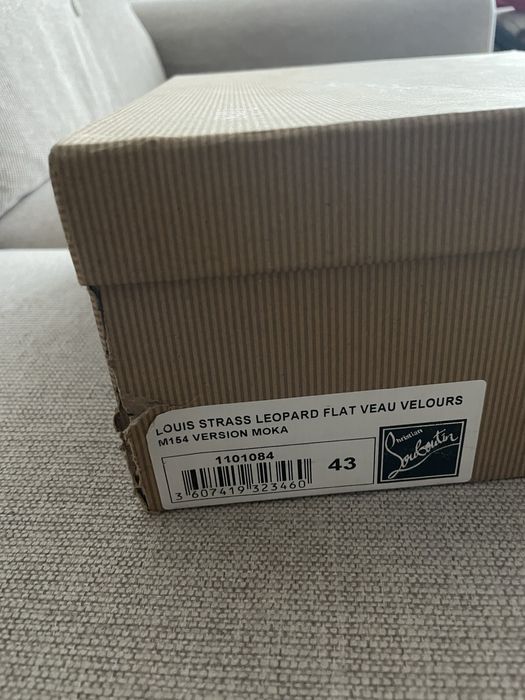 LOUIS STRASS LEOPARD FLAT VEAU VELOURS
M154 VERSION MOKA
1101084
43
3 607419 323460
Christian
Louboutin